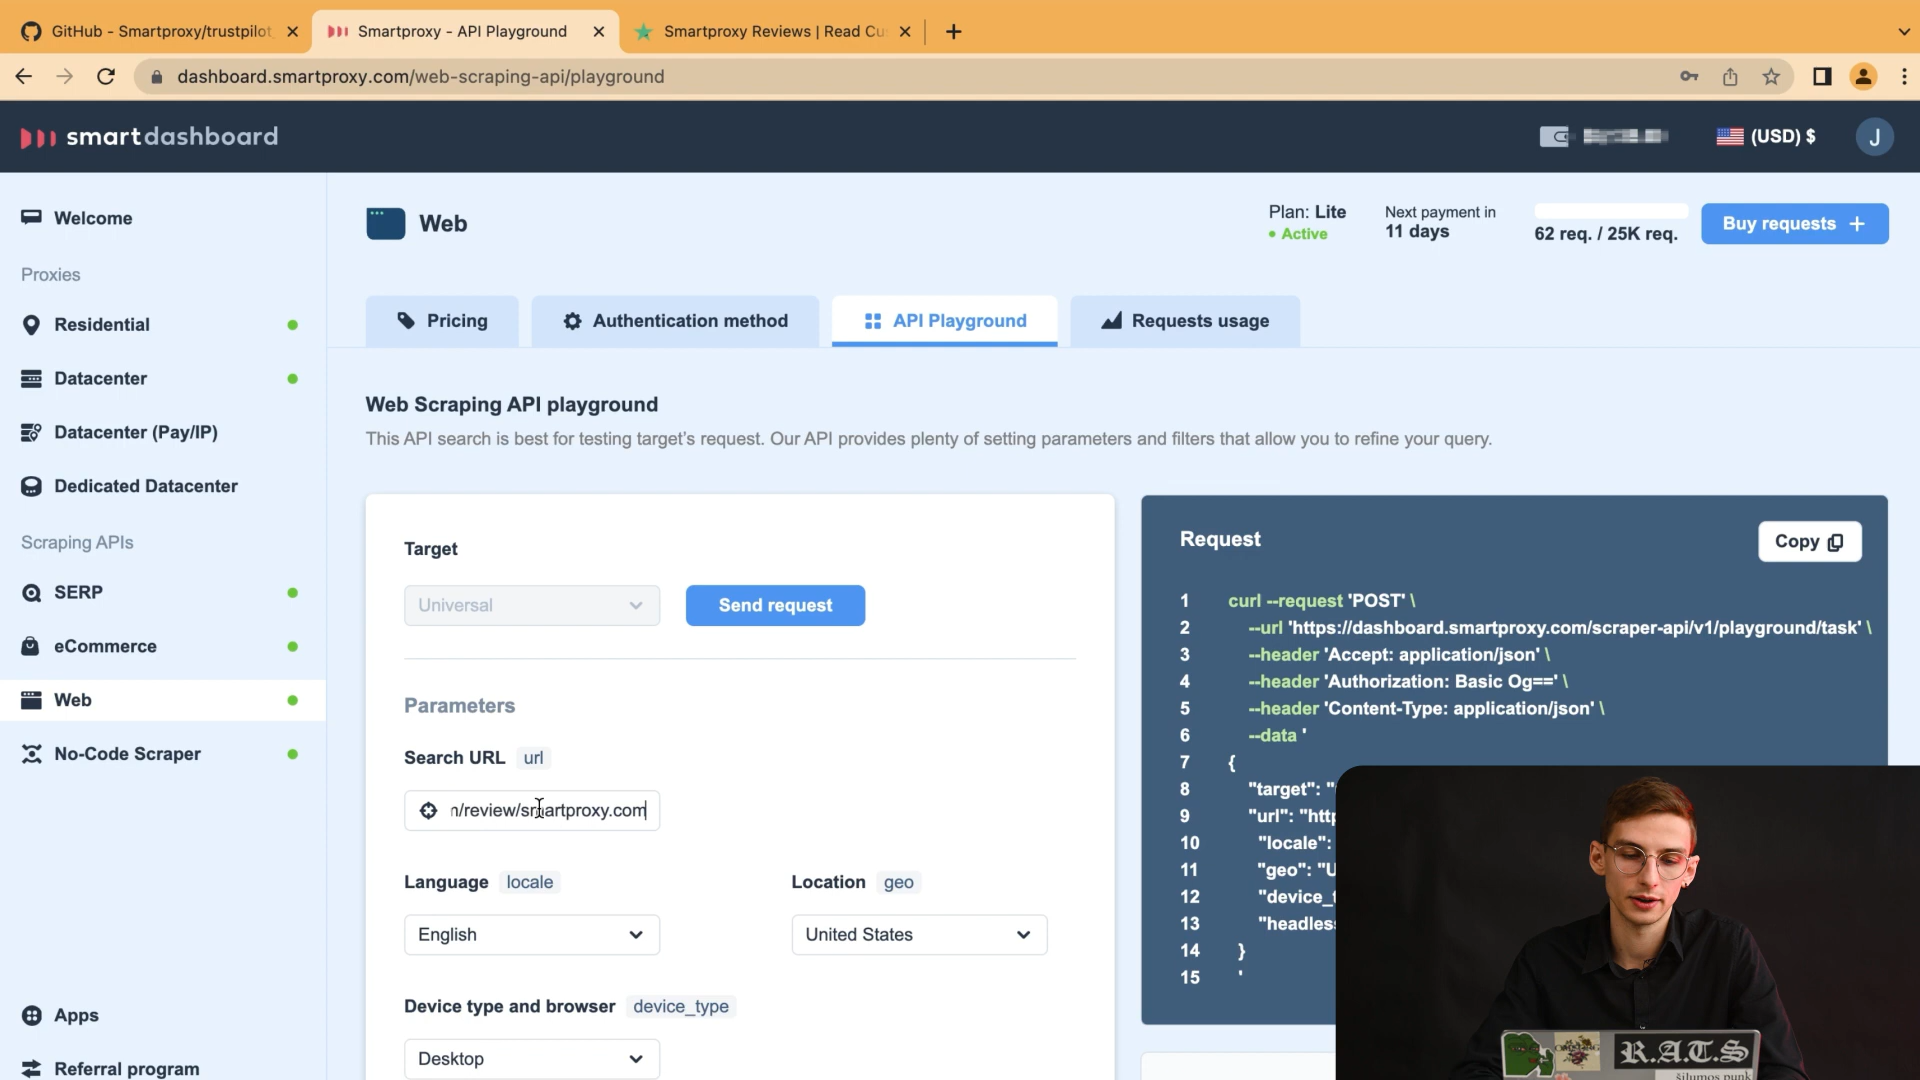 GitHub - Smartproxy/trustpilot
Smartproxy - API Playground
Smartproxy Reviews | Read Cu
dashboard.smartproxy.com/web-scraping-api/playground
smartdashboard
(USD) $
J
Welcome
Proxies
Residential
Datacenter
Datacenter (Pay/IP)
Dedicated Datacenter
Scraping APIs
SERP
eCommerce
Web
No-Code Scraper
Apps
Referral program
Web
Plan: Lite
Active
Next payment in
11 days
62 req. / 25K req.
Buy requests +
Pricing
Authentication method
API Playground
Requests usage
Web Scraping API playground
This API search is best for testing target's request. Our API provides plenty of setting parameters and filters that allow you to refine your query.
Target
Universal
Send request
Parameters
Search URL url
/review/smartproxy.com
Language locale
English
Location geo
United States
Device type and browser device_type
Desktop
Request
Copy
1 curl --request 'POST' \
2 --url 'https://dashboard.smartproxy.com/scraper-api/v1/playground/task' \
3 --header 'Accept: application/json' \
4 --header 'Authorization: Basic Og==' \
5 --header 'Content-Type: application/json' \
6 --data '
7 {
8 "target": "
9 "url": "http
10 "locale":
11 "geo": "U
12 "device_t
13 "headless
14 }
15 '
R.A.T.S
šilumos punk